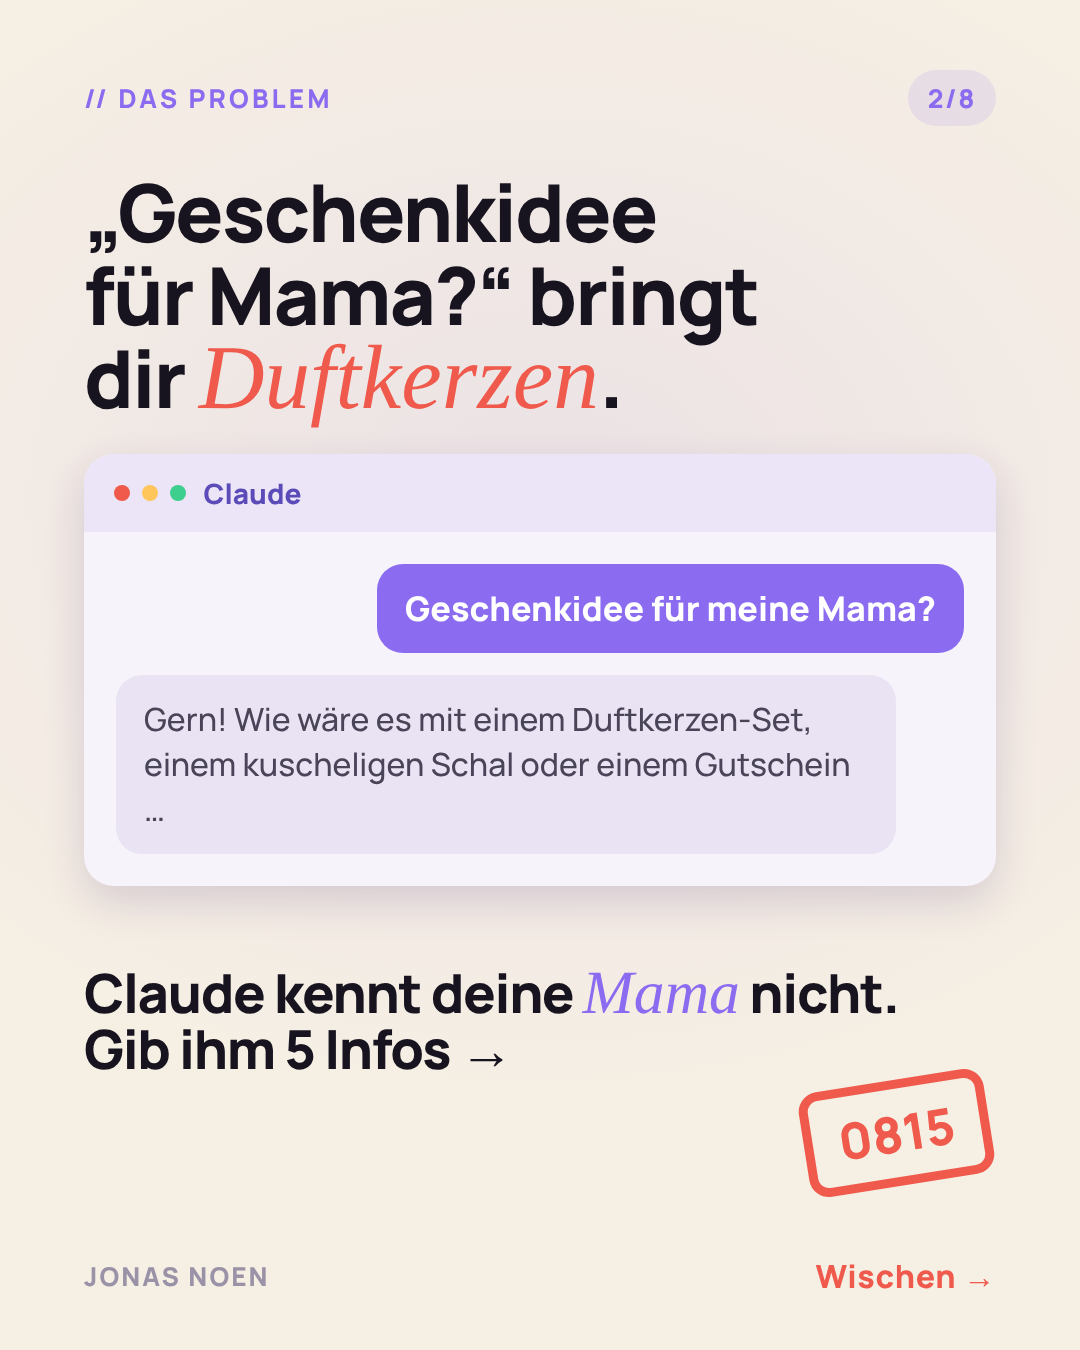 // DAS PROBLEM
2/8
„Geschenkidee
für Mama?“ bringt
dir Duftkerzen.
Claude
Geschenkidee für meine Mama?
Gern! Wie wäre es mit einem Duftkerzen-Set,
einem kuscheligen Schal oder einem Gutschein
…
Claude kennt deine Mama nicht.
Gib ihm 5 Infos →
0815
JONAS NOEN
Wischen →